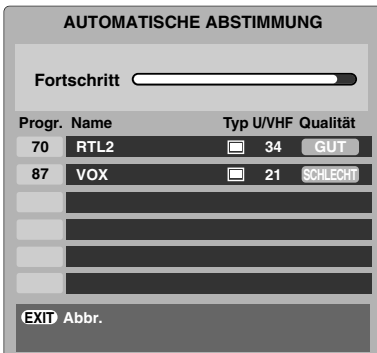 AUTOMATISCHE ABSTIMMUNG
Fortschritt
Progr. Name Typ U/VHF Qualität
70 RTL2 34 GUT
87 VOX 21 SCHLECHT
EXIT Abbr.